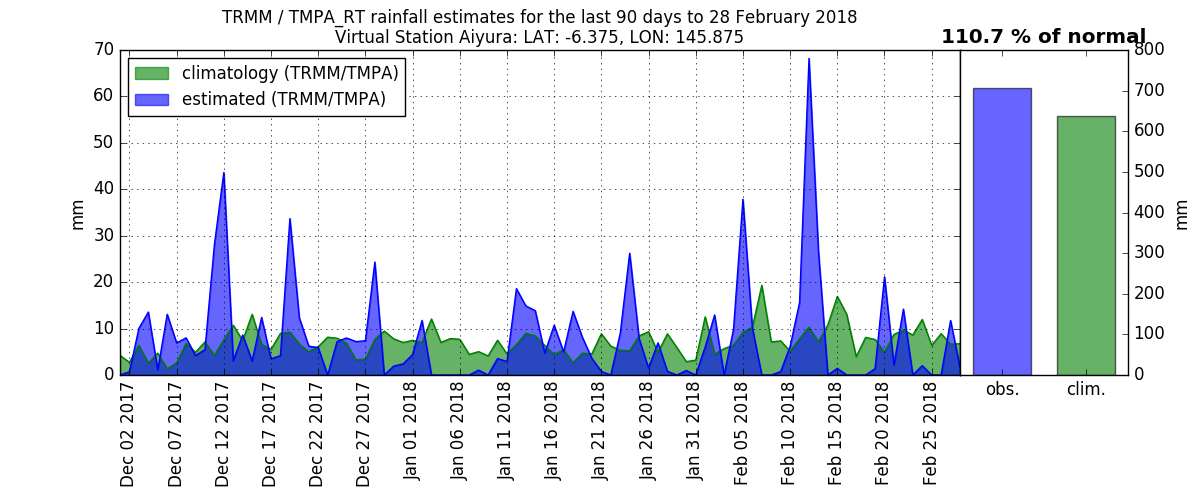 TRMM / TMPA_RT rainfall estimates for the last 90 days to 28 February 2018
Virtual Station Aiyura: LAT: -6.375, LON: 145.875
110.7 % of normal
climatology (TRMM/TMPA)
estimated (TRMM/TMPA)
mm
70
60
50
40
30
20
10
0
Dec 02 2017
Dec 07 2017
Dec 12 2017
Dec 17 2017
Dec 22 2017
Dec 27 2017
Jan 01 2018
Jan 06 2018
Jan 11 2018
Jan 16 2018
Jan 21 2018
Jan 26 2018
Jan 31 2018
Feb 05 2018
Feb 10 2018
Feb 15 2018
Feb 20 2018
Feb 25 2018
obs.
clim.
800
700
600
500
400
300
200
100
0
mm